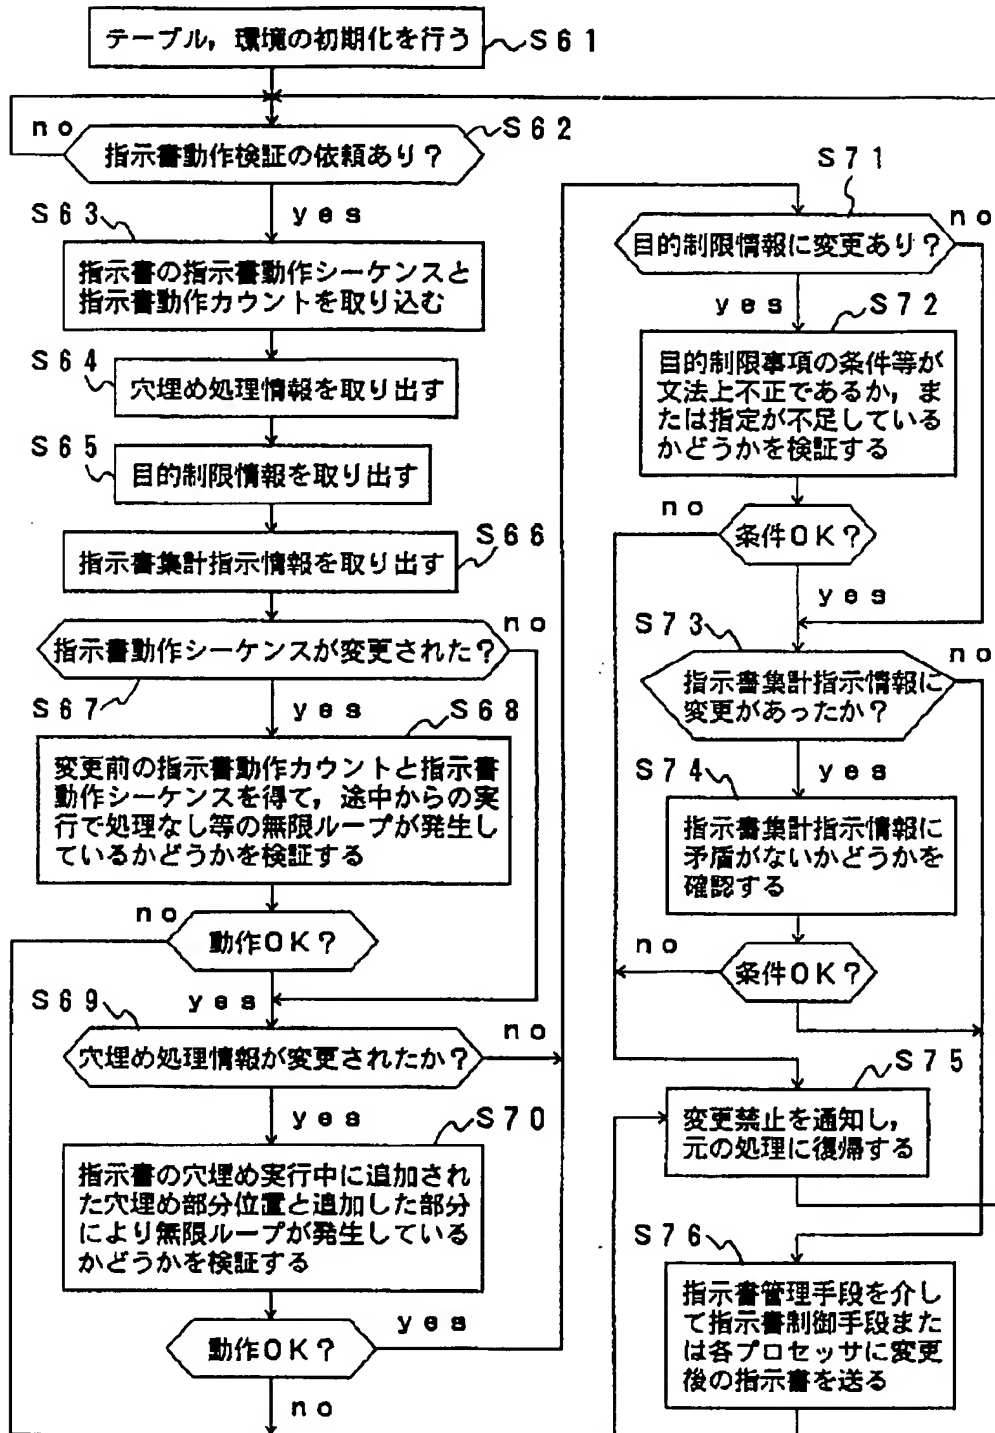 テーブル，環境の初期化を行う
S61
no
指示書動作検証の依頼あり？
S62
yes
S63
指示書の指示書動作シーケンスと
指示書動作カウントを取り込む
S64
穴埋め処理情報を取り出す
S65
目的制限情報を取り出す
S66
指示書集計指示情報を取り出す
指示書動作シーケンスが変更された？
no
S67
yes
S68
変更前の指示書動作カウントと指示書
動作シーケンスを得て，途中からの実
行で処理なし等の無限ループが発生し
ているかどうかを検証する
no
動作OK？
S69
yes
穴埋め処理情報が変更されたか？
no
yes
S70
指示書の穴埋め実行中に追加され
た穴埋め部分位置と追加した部分
により無限ループが発生している
かどうかを検証する
動作OK？
yes
no
S71
目的制限情報に変更あり？
no
yes
S72
目的制限事項の条件等が
文法上不正であるか，ま
たは指定が不足している
かどうかを検証する
no
条件OK？
yes
S73
指示書集計指示情報に
変更があったか？
no
S74
yes
指示書集計指示情報に
矛盾がないかどうかを
確認する
no
条件OK？
S75
変更禁止を通知し，
元の処理に復帰する
S76
指示書管理手段を介し
て指示書制御手段また
は各プロセッサに変更
後の指示書を送る